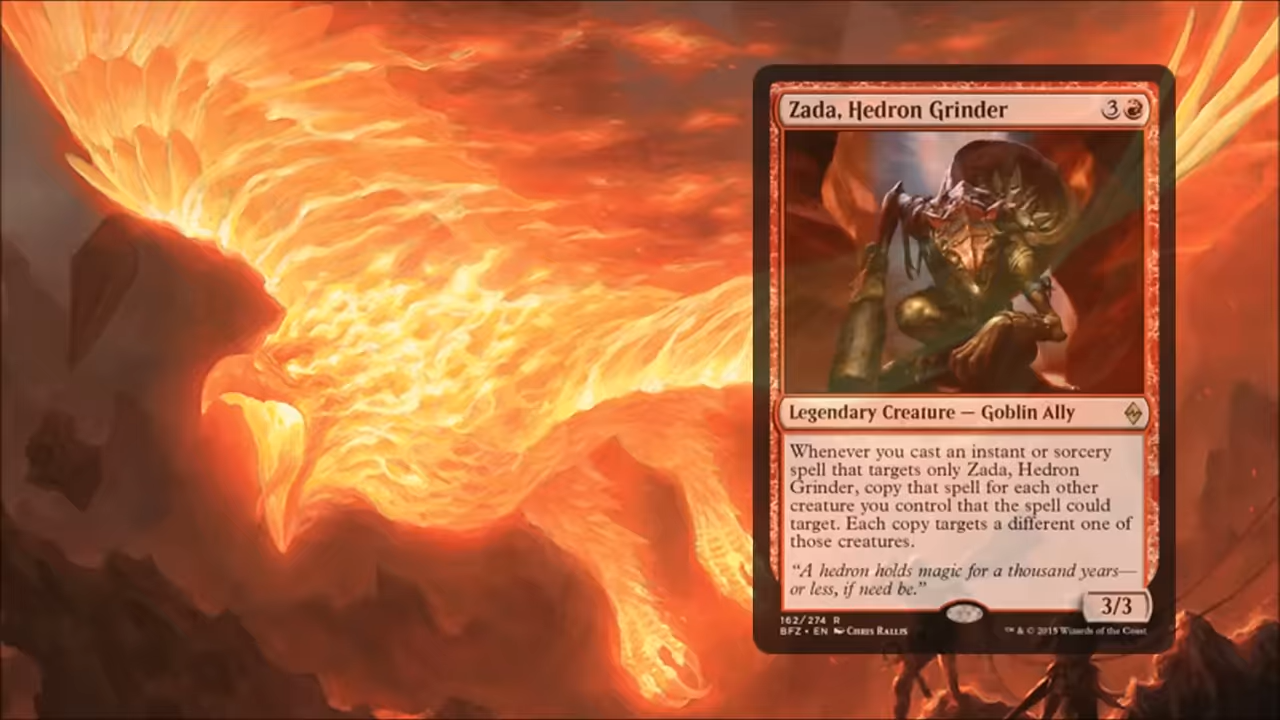 Zada, Hedron Grinder 3
Legendary Creature — Goblin Ally
Whenever you cast an instant or sorcery
spell that targets only Zada, Hedron
Grinder, copy that spell for each other
creature you control that the spell could
target. Each copy targets a different one of
those creatures.
“A hedron holds magic for a thousand years—
or less, if need be.”
3/3
162/274 R
BFZ • EN Chris Rallis
™ & © 2015 Wizards of the Coast